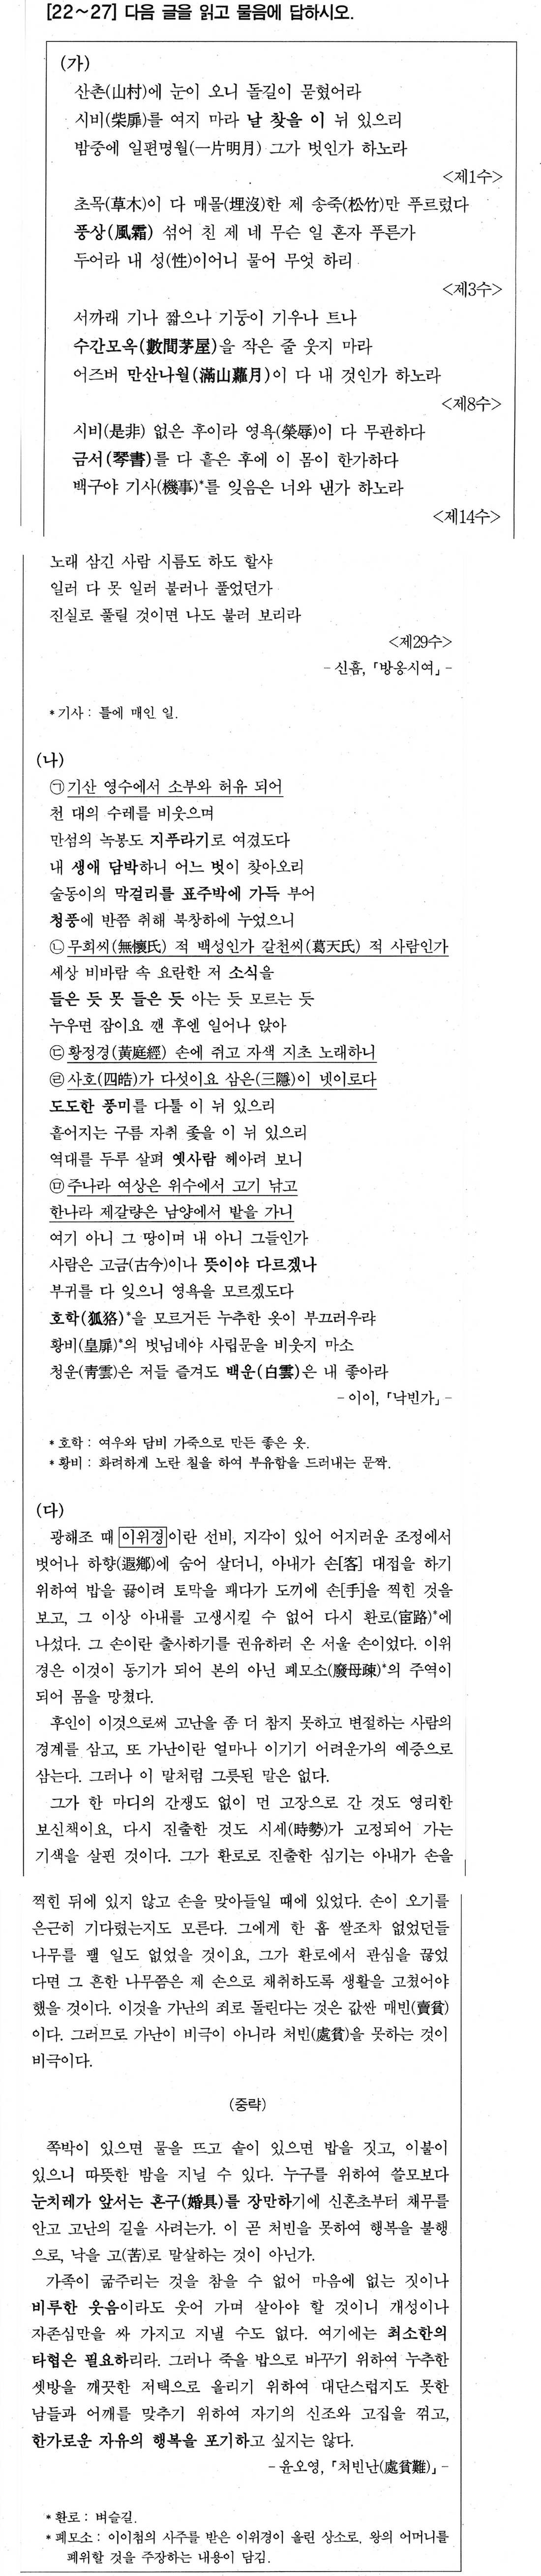 [22～27] 다음 글을 읽고 물음에 답하시오.
(가)
산촌(山村)에 눈이 오니 돌길이 묻혔어라
시비(柴扉)를 여지 마라 날 찾을 이 뉘 있으리
밤중에 일편명월(一片明月) 그가 벗인가 하노라
<제1수>
초목(草木)이 다 매몰(埋沒)한 제 송죽(松竹)만 푸르렀다
풍상(風霜) 섞어 친 제 네 무슨 일 혼자 푸른가
두어라 내 성(性)이어니 물어 무엇 하리
<제3수>
서까래 기나 짧으나 기둥이 기우나 트나
수간모옥(數間茅屋)을 작은 줄 웃지 마라
어즈버 만산나월(滿山蘿月)이 다 내 것인가 하노라
<제8수>
시비(是非) 없은 후이라 영욕(榮辱)이 다 무관하다
금서(琴書)를 다 흩은 후에 이 몸이 한가하다
백구야 기사(機事)*를 잊음은 너와 낸가 하노라
<제14수>
노래 삼긴 사람 시름도 하도 할샤
일러 다 못 일러 불러나 풀었던가
진실로 풀릴 것이면 나도 불러 보리라
<제29수>
- 신흠, 「방옹시여」 -
* 기사 : 틀에 매인 일.
(나)
㉠ 기산 영수에서 소부와 허유 되어
천 대의 수레를 비웃으며
만섬의 녹봉도 지푸라기로 여겼도다
내 생애 담박하니 어느 벗이 찾아오리
술동이의 막걸리를 표주박에 가득 부어
청풍에 반쯤 취해 북창하에 누었으니
㉡ 무회씨(無懷氏) 적 백성인가 갈천씨(葛天氏) 적 사람인가
세상 비바람 속 요란한 저 소식을
들은 듯 못 들은 듯 아는 듯 모르는 듯
누우면 잠이요 깬 후엔 일어나 앉아
㉢ 황정경(黃庭經) 손에 쥐고 자색 지초 노래하니
㉣ 사호(四皓)가 다섯이요 삼은(三隱)이 넷이로다
도도한 풍미를 다툴 이 뉘 있으리
흩어지는 구름 자취 좇을 이 뉘 있으리
역대를 두루 살펴 옛사람 헤아려 보니
㉤ 주나라 여상은 위수에서 고기 낚고
한나라 제갈량은 남양에서 밭을 가니
여기 아니 그 땅이며 내 아니 그들인가
사람은 고금(古今)이나 뜻이야 다르겠나
부귀를 다 잊으니 영욕을 모르겠도다
호학(狐狢)*을 모르거든 누추한 옷이 부끄러우랴
황비(皇扉)*의 벗님네야 사립문을 비웃지 마소
청운(靑雲)은 저들 즐겨도 백운(白雲)은 내 좋아라
- 이이, 「낙빈가」 -
* 호학 : 여우와 담비 가죽으로 만든 좋은 옷.
* 황비 : 화려하게 노란 칠을 하여 부유함을 드러내는 문짝.
(다)
광해조 때 이위경이란 선비, 지각이 있어 어지러운 조정에서
벗어나 하향(遐鄕)에 숨어 살더니, 아내가 손[客] 대접을 하기
위하여 밥을 끓이려 토막을 패다가 도끼에 손[手]을 찍힌 것을
보고, 그 이상 아내를 고생시킬 수 없어 다시 환로(宦路)*에
나섰다. 그 손이란 출사하기를 권유하러 온 서울 손이었다. 이위
경은 이것이 동기가 되어 본의 아닌 폐모소(廢母疎)*의 주역이
되어 몸을 망쳤다.
후인이 이것으로써 고난을 좀 더 참지 못하고 변절하는 사람의
경계를 삼고, 또 가난이란 얼마나 이기기 어려운가의 예증으로
삼는다. 그러나 이 말처럼 그릇된 말은 없다.
그가 한 마디의 간쟁도 없이 먼 고장으로 간 것도 영리한
보신책이요, 다시 진출한 것도 시세(時勢)가 고정되어 가는
기색을 살핀 것이다. 그가 환로로 진출한 심기는 아내가 손을
찍힌 뒤에 있지 않고 손을 맞아들일 때에 있었다. 손이 오기를
은근히 기다렸는지도 모른다. 그에게 한 홉 쌀조차 없었던들
나무를 팰 일도 없었을 것이요, 그가 환로에서 관심을 끊었
다면 그 흔한 나무쯤은 제 손으로 채취하도록 생활을 고쳤어야
했을 것이다. 이것을 가난의 죄로 돌린다는 것은 값싼 매빈(賣貧)
이다. 그러므로 가난이 비극이 아니라 처빈(處貧)을 못하는 것이
비극이다.
(중략)
쪽박이 있으면 물을 뜨고 솥이 있으면 밥을 짓고, 이불이
있으니 따뜻한 밤을 지닐 수 있다. 누구를 위하여 쓸모보다
눈치레가 앞서는 혼구(婚具)를 장만하기에 신혼초부터 채무를
안고 고난의 길을 사려는가. 이 곧 처빈을 못하여 행복을 불행
으로, 낙을 고(苦)로 말살하는 것이 아닌가.
가족이 굶주리는 것을 참을 수 없어 마음에 없는 짓이나
비루한 웃음이라도 웃어 가며 살아야 할 것이니 개성이나
자존심만을 싸 가지고 지낼 수도 없다. 여기에는 최소한의
타협은 필요하리라. 그러나 죽을 밥으로 바꾸기 위하여 누추한
셋방을 깨끗한 저택으로 올리기 위하여 대단스럽지도 못한
남들과 어깨를 맞추기 위하여 자기의 신조와 고집을 꺾고,
한가로운 자유의 행복을 포기하고 싶지는 않다.
- 윤오영, 「처빈난(處貧難)」 -
* 환로 : 벼슬길.
* 폐모소 : 이이첨의 사주를 받은 이위경이 올린 상소로, 왕의 어머니를
폐위할 것을 주장하는 내용이 담김.